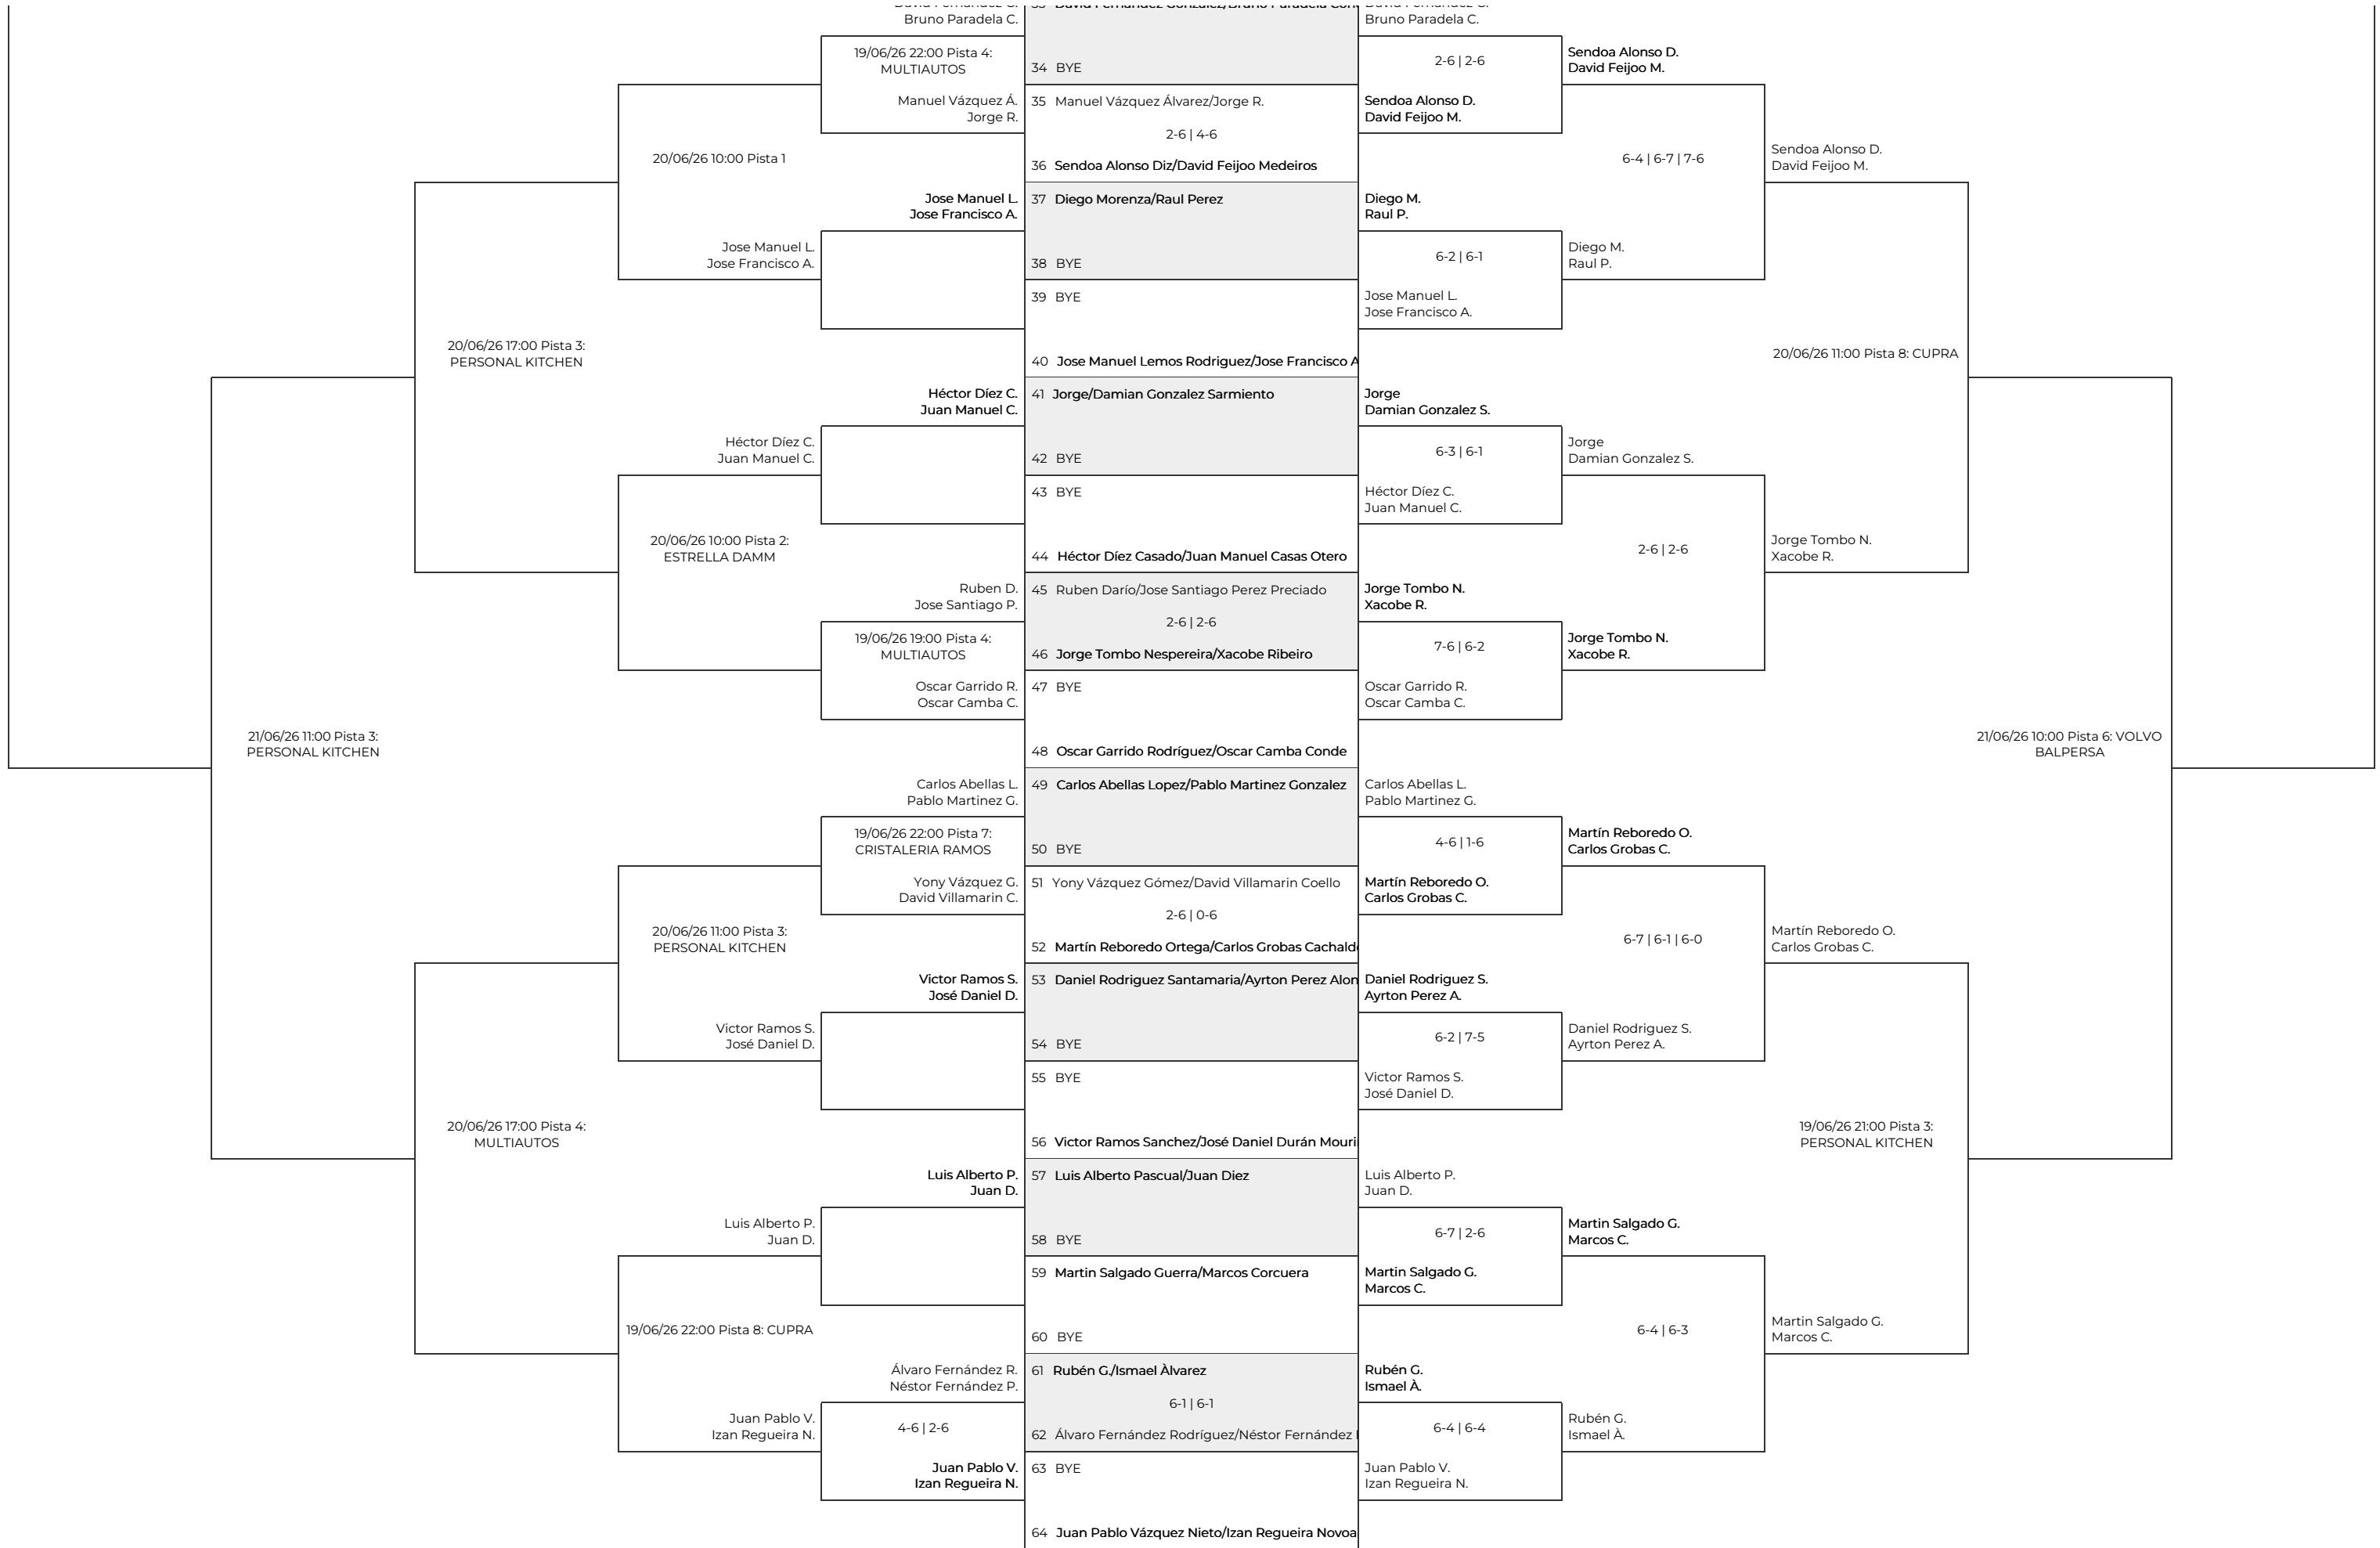 Bruno Paradela C.
19/06/26 22:00 Pista 4:
MULTIAUTOS
Manuel Vázquez Á.
Jorge R.
20/06/26 10:00 Pista 1
Jose Manuel L.
Jose Francisco A.
Jose Manuel L.
Jose Francisco A.
20/06/26 17:00 Pista 3:
PERSONAL KITCHEN
Héctor Díez C.
Juan Manuel C.
Héctor Díez C.
Juan Manuel C.
20/06/26 10:00 Pista 2:
ESTRELLA DAMM
Ruben D.
Jose Santiago P.
19/06/26 19:00 Pista 4:
MULTIAUTOS
Oscar Garrido R.
Oscar Camba C.
21/06/26 11:00 Pista 3:
PERSONAL KITCHEN
Carlos Abellas L.
Pablo Martinez G.
19/06/26 22:00 Pista 7:
CRISTALERIA RAMOS
Yony Vázquez G.
David Villamarin C.
20/06/26 11:00 Pista 3:
PERSONAL KITCHEN
Victor Ramos S.
José Daniel D.
Victor Ramos S.
José Daniel D.
20/06/26 17:00 Pista 4:
MULTIAUTOS
Luis Alberto P.
Juan D.
Luis Alberto P.
Juan D.
19/06/26 22:00 Pista 8: CUPRA
Álvaro Fernández R.
Néstor Fernández P.
Juan Pablo V.
Izan Regueira N.
4-6 | 2-6
Juan Pablo V.
Izan Regueira N.
34 BYE
35 Manuel Vázquez Álvarez/Jorge R.
2-6 | 4-6
36 Sendoa Alonso Diz/David Feijoo Medeiros
37 Diego Morenza/Raul Perez
38 BYE
39 BYE
40 Jose Manuel Lemos Rodriguez/Jose Francisco A
41 Jorge/Damian Gonzalez Sarmiento
42 BYE
43 BYE
44 Héctor Díez Casado/Juan Manuel Casas Otero
45 Ruben Darío/Jose Santiago Perez Preciado
2-6 | 2-6
46 Jorge Tombo Nespereira/Xacobe Ribeiro
47 BYE
48 Oscar Garrido Rodríguez/Oscar Camba Conde
49 Carlos Abellas Lopez/Pablo Martinez Gonzalez
50 BYE
51 Yony Vázquez Gómez/David Villamarin Coello
2-6 | 0-6
52 Martín Reboredo Ortega/Carlos Grobas Cachald
53 Daniel Rodriguez Santamaria/Ayrton Perez Alon
54 BYE
55 BYE
56 Victor Ramos Sanchez/José Daniel Durán Mouri
57 Luis Alberto Pascual/Juan Diez
58 BYE
59 Martin Salgado Guerra/Marcos Corcuera
60 BYE
61 Rubén G./Ismael Àlvarez
6-1 | 6-1
62 Álvaro Fernández Rodríguez/Néstor Fernández
63 BYE
64 Juan Pablo Vázquez Nieto/Izan Regueira Novoa
Bruno Paradela C.
2-6 | 2-6
Sendoa Alonso D.
David Feijoo M.
Sendoa Alonso D.
David Feijoo M.
6-4 | 6-7 | 7-6
Sendoa Alonso D.
David Feijoo M.
Diego M.
Raul P.
6-2 | 6-1
Diego M.
Raul P.
Jose Manuel L.
Jose Francisco A.
20/06/26 11:00 Pista 8: CUPRA
Jorge
Damian Gonzalez S.
6-3 | 6-1
Jorge
Damian Gonzalez S.
Héctor Díez C.
Juan Manuel C.
2-6 | 2-6
Jorge Tombo N.
Xacobe R.
Jorge Tombo N.
Xacobe R.
7-6 | 6-2
Jorge Tombo N.
Xacobe R.
Oscar Garrido R.
Oscar Camba C.
21/06/26 10:00 Pista 6: VOLVO
BALPERSA
Carlos Abellas L.
Pablo Martinez G.
4-6 | 1-6
Martín Reboredo O.
Carlos Grobas C.
Martín Reboredo O.
Carlos Grobas C.
6-7 | 6-1 | 6-0
Martín Reboredo O.
Carlos Grobas C.
Daniel Rodriguez S.
Ayrton Perez A.
6-2 | 7-5
Daniel Rodriguez S.
Ayrton Perez A.
Victor Ramos S.
José Daniel D.
19/06/26 21:00 Pista 3:
PERSONAL KITCHEN
Luis Alberto P.
Juan D.
6-7 | 2-6
Martin Salgado G.
Marcos C.
Martin Salgado G.
Marcos C.
6-4 | 6-3
Martin Salgado G.
Marcos C.
Rubén G.
Ismael À.
6-4 | 6-4
Rubén G.
Ismael À.
Juan Pablo V.
Izan Regueira N.